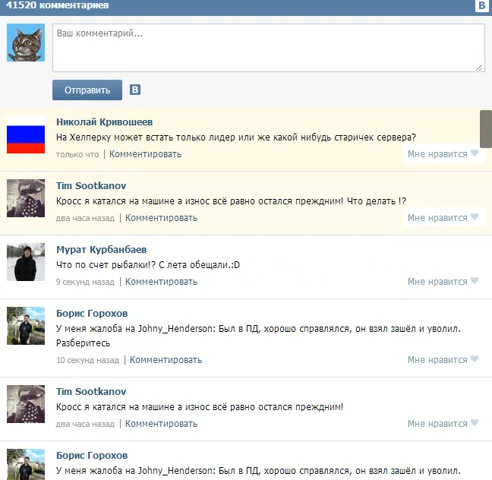 41520 комментариев
В
Ваш комментарий...
Отправить
В
Николай Кривошеев
На Хелперку может встать только лидер или же какой нибудь старичек сервера?
только что | Комментировать
Мне нравится
Tim Sootkanov
Кросс я катался на машине а износ всё равно остался преждним! Что делать !?
два часа назад | Комментировать
Мне нравится
Мурат Курбанбаев
Что по счет рыбалки!? С лета обещали.:D
9 секунд назад | Комментировать
Мне нравится
Борис Горохов
У меня жалоба на Johny_Henderson: Был в ПД, хорошо справлялся, он взял зашёл и уволил.
Разберитесь
10 секунд назад | Комментировать
Мне нравится
Tim Sootkanov
Кросс я катался на машине а износ всё равно остался преждним!
два часа назад | Комментировать
Мне нравится
Борис Горохов
У меня жалоба на Johny_Henderson: Был в ПД, хорошо справлялся, он взял зашёл и уволил.